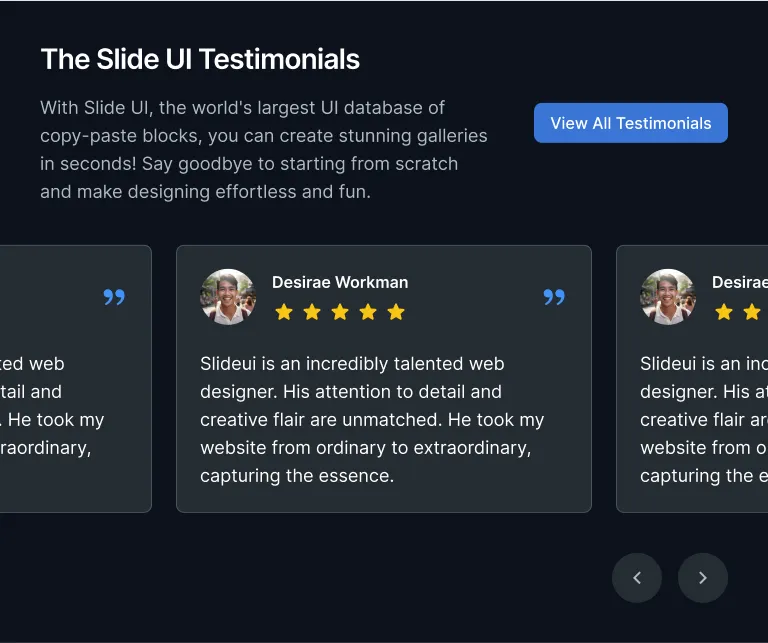 The Slide UI Testimonials
With Slide UI, the world's largest UI database of
copy-paste blocks, you can create stunning galleries
in seconds! Say goodbye to starting from scratch
and make designing effortless and fun.
View All Testimonials
”
web
tail and
. He took my
raordinary,
Desirae Workman
”
Slideui is an incredibly talented web
designer. His attention to detail and
creative flair are unmatched. He took my
website from ordinary to extraordinary,
capturing the essence.
Desirae
Slideui is an inc
designer. His a
creative flair ar
website from o
capturing the e